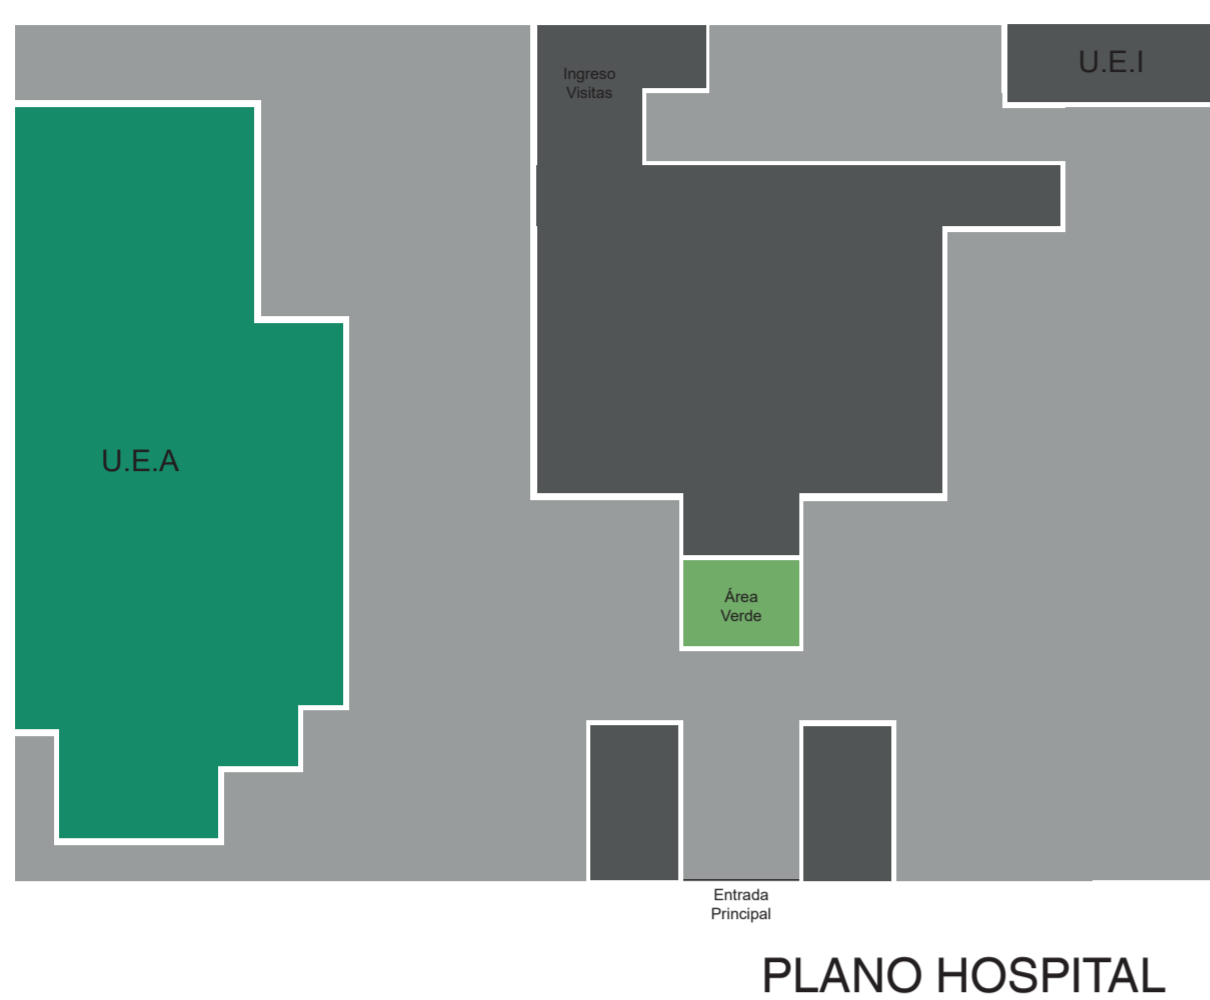 Ingreso
Visitas
U.E.I
U.E.A
Área
Verde
Entrada
Principal
PLANO HOSPITAL